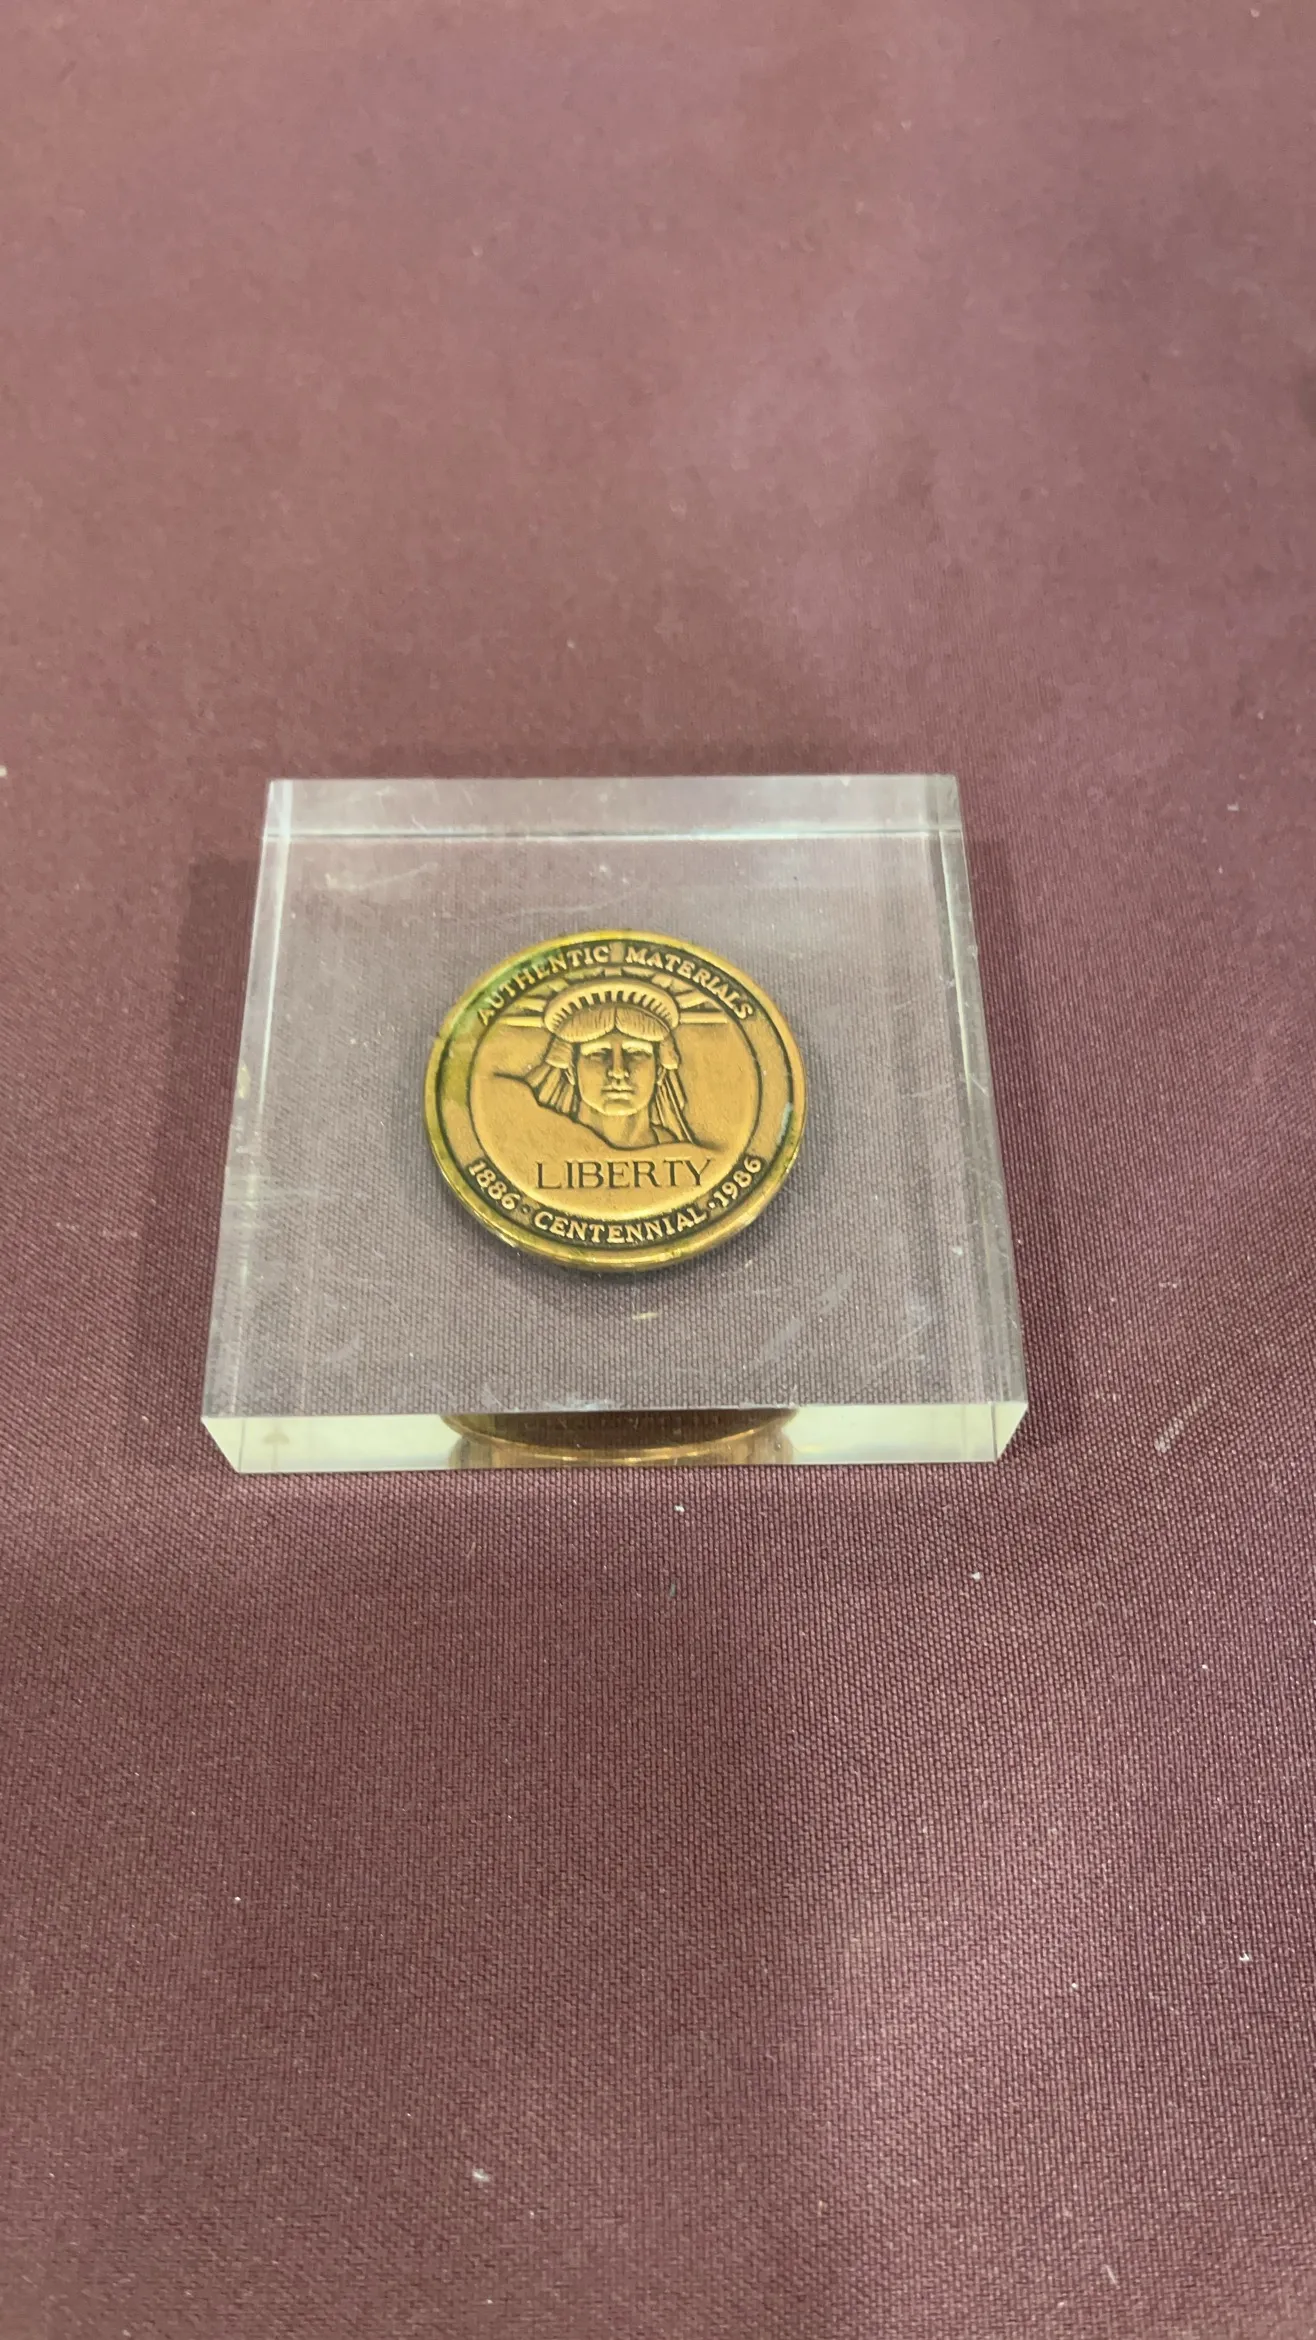 AUTHENTIC MATERIALS
LIBERTY
1886 · CENTENNIAL · 1986